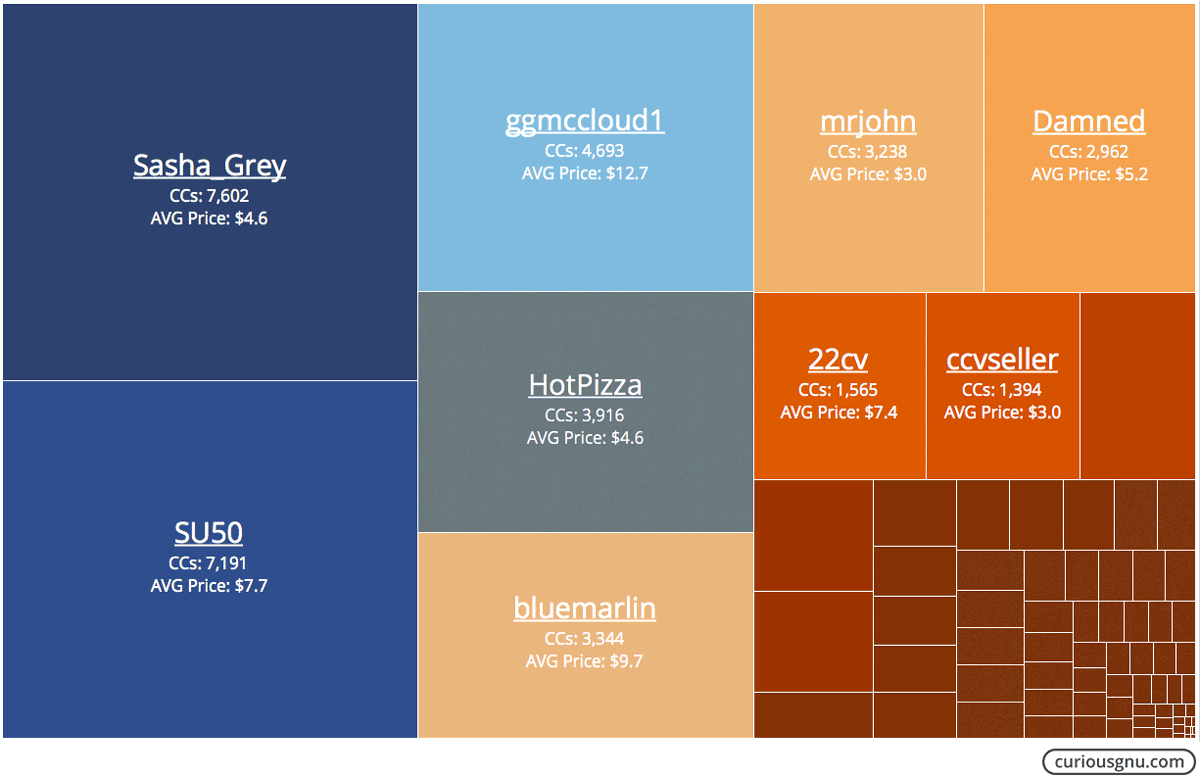 Sasha_Grey
CCs: 7,602
AVG Price: $4.6
SU50
CCs: 7,191
AVG Price: $7.7
ggmccloud1
CCs: 4,693
AVG Price: $12.7
HotPizza
CCs: 3,916
AVG Price: $4.6
bluemarlin
CCs: 3,344
AVG Price: $9.7
mrjohn
CCs: 3,238
AVG Price: $3.0
Damned
CCs: 2,962
AVG Price: $5.2
22cv
CCs: 1,565
AVG Price: $7.4
ccvseller
CCs: 1,394
AVG Price: $3.0
curiousgnu.com